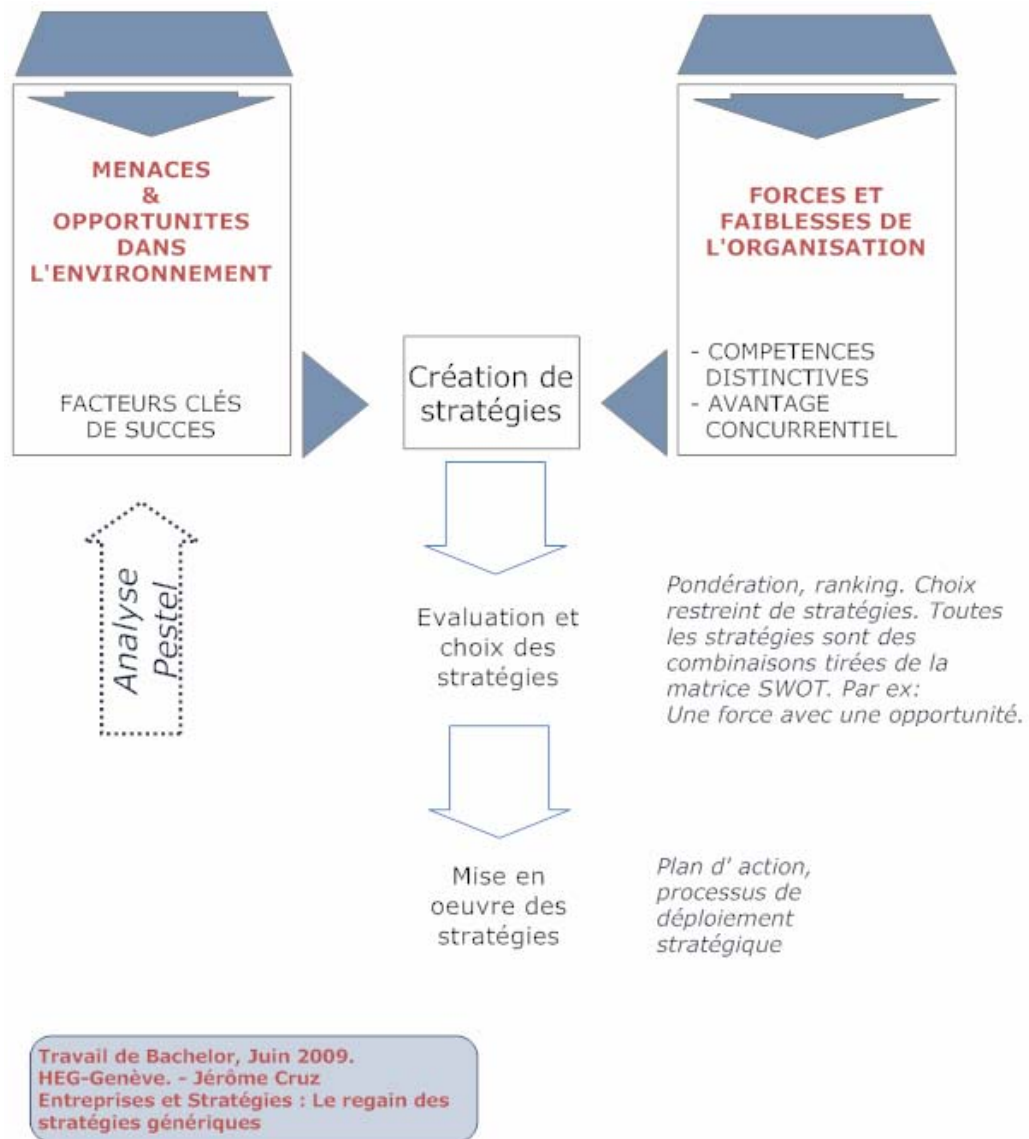 MENACES
&
OPPORTUNITES
DANS
L'ENVIRONNEMENT
FACTEURS CLÉS
DE SUCCES
FORCES ET
FAIBLESSES DE
L'ORGANISATION
- COMPETENCES
DISTINCTIVES
- AVANTAGE
CONCURRENTIEL
Création de
stratégies
Analyse
Pestel
Evaluation et
choix des
stratégies
Pondération, ranking. Choix
restreint de stratégies. Toutes
les stratégies sont des
combinaisons tirées de la
matrice SWOT. Par ex:
Une force avec une opportunité.
Mise en
oeuvre des
stratégies
Plan d' action,
processus de
déploiement
stratégique
Travail de Bachelor, Juin 2009.
HEG-Genève. - Jérôme Cruz
Entreprises et Stratégies : Le regain des
stratégies génériques